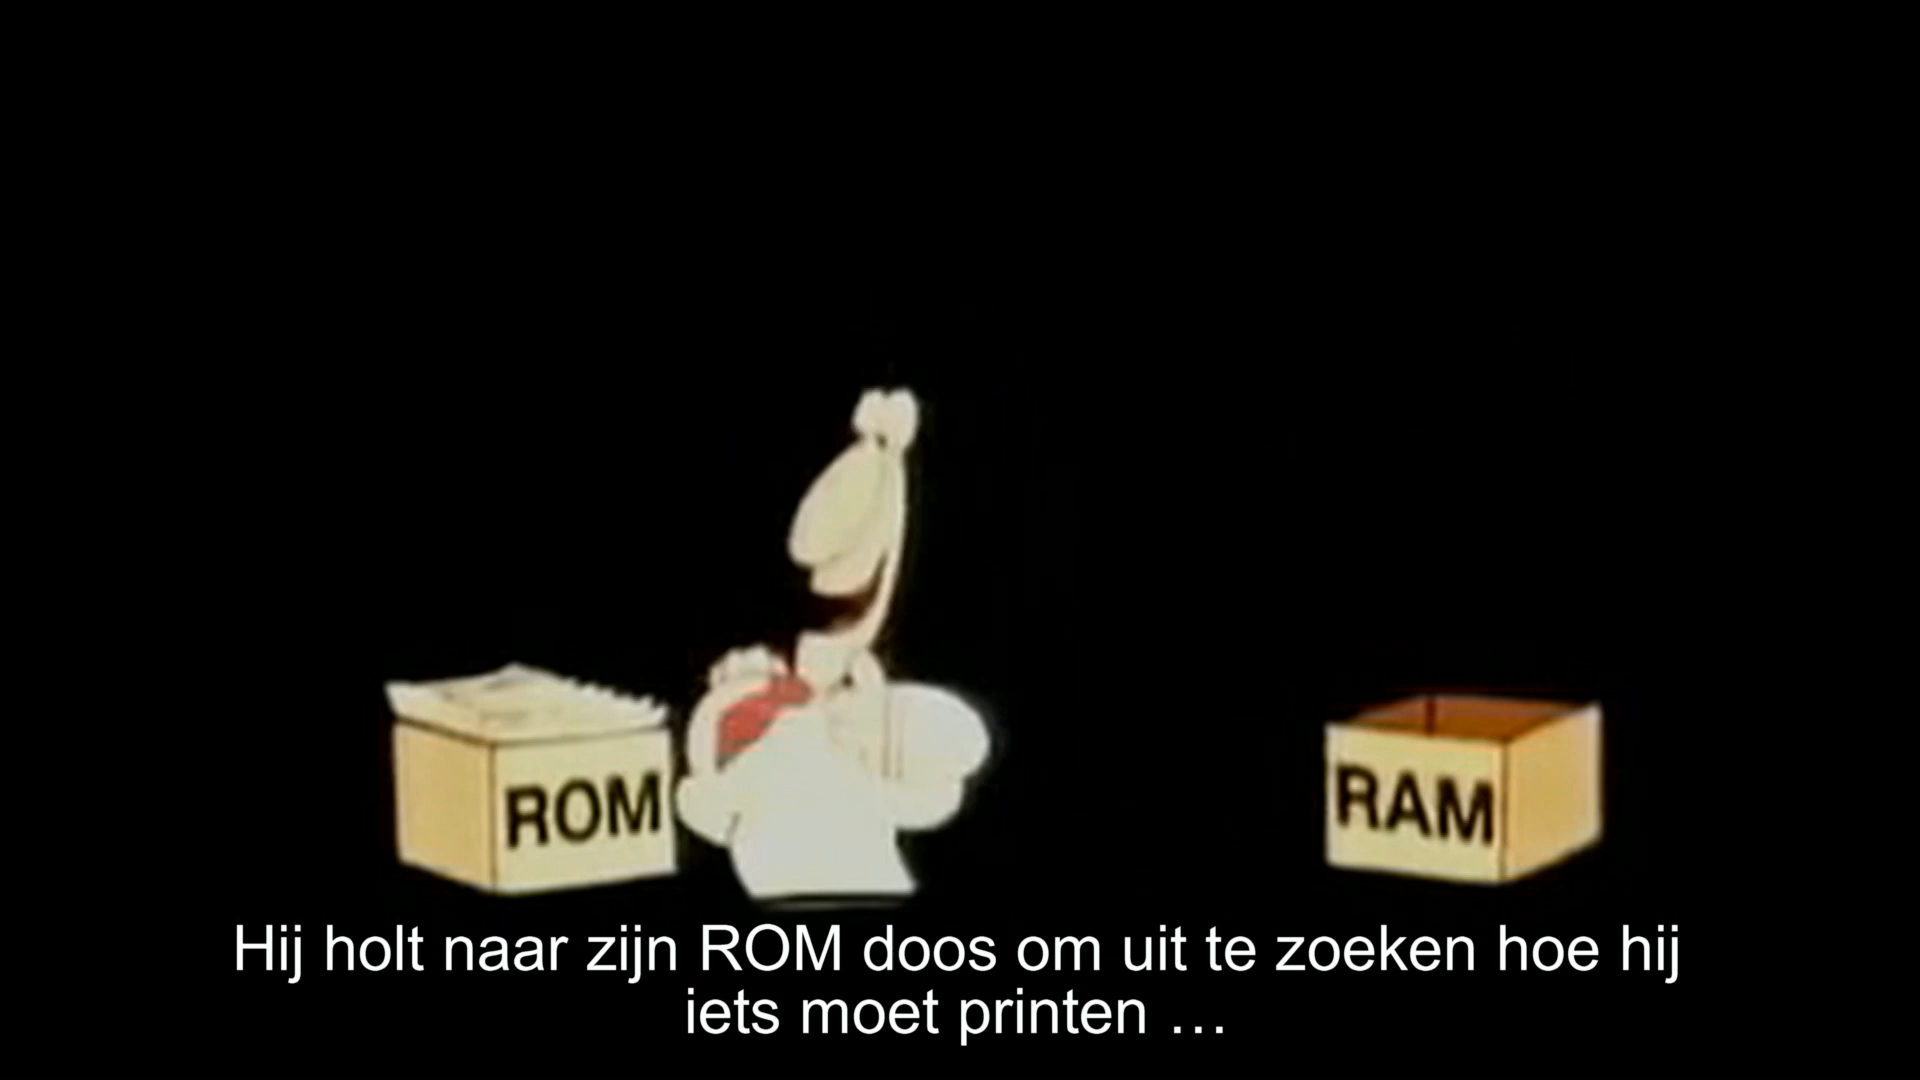 ROM
RAM
Hij holt naar zijn ROM doos om uit te zoeken hoe hij
iets moet printen …